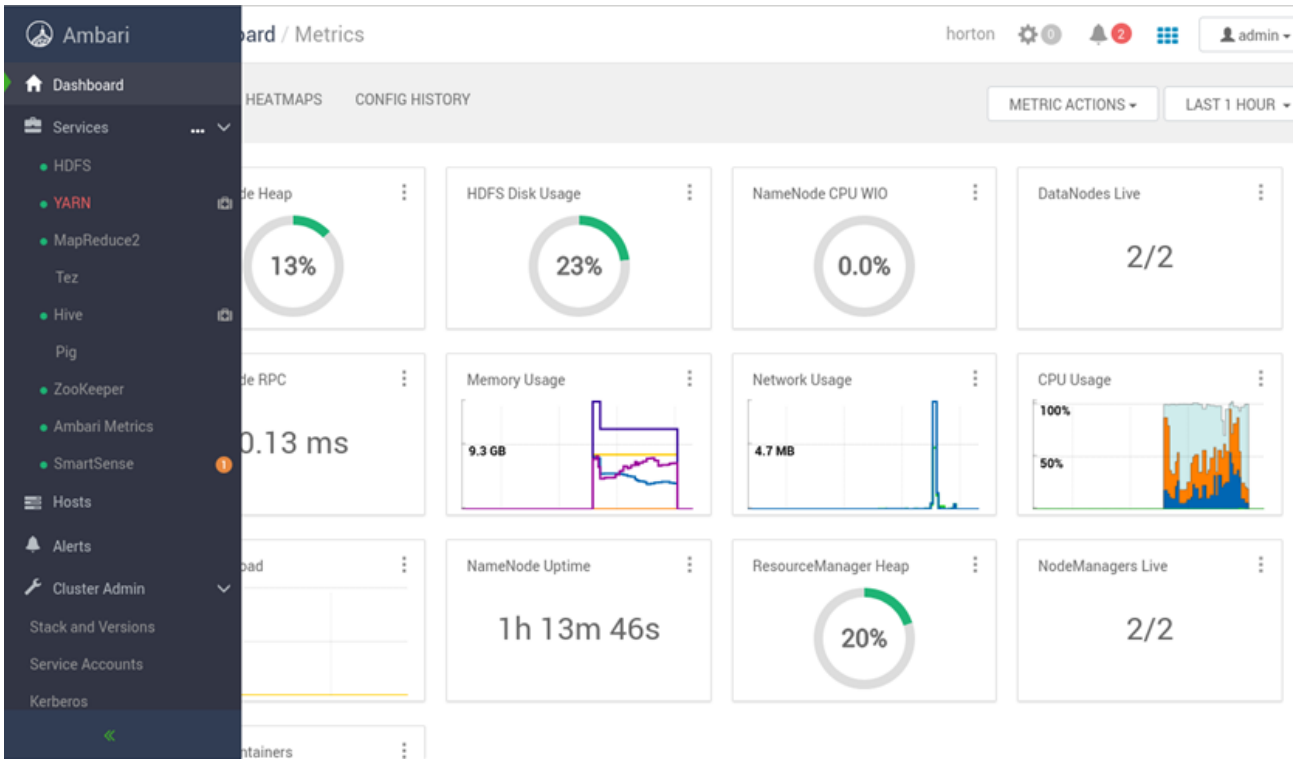 Ambari
oard / Metrics
horton
0
2
admin
Dashboard
HEATMAPS
CONFIG HISTORY
METRIC ACTIONS
LAST 1 HOUR
Services
...
HDFS
YARN
MapReduce2
Tez
Hive
Pig
ZooKeeper
Ambari Metrics
SmartSense
1
Hosts
Alerts
Cluster Admin
Stack and Versions
Service Accounts
Kerberos
«
de Heap
13%
HDFS Disk Usage
23%
NameNode CPU WIO
0.0%
DataNodes Live
2/2
de RPC
0.13 ms
Memory Usage
9.3 GB
Network Usage
4.7 MB
CPU Usage
100%
50%
oad
NameNode Uptime
1h 13m 46s
ResourceManager Heap
20%
NodeManagers Live
2/2
ntainers